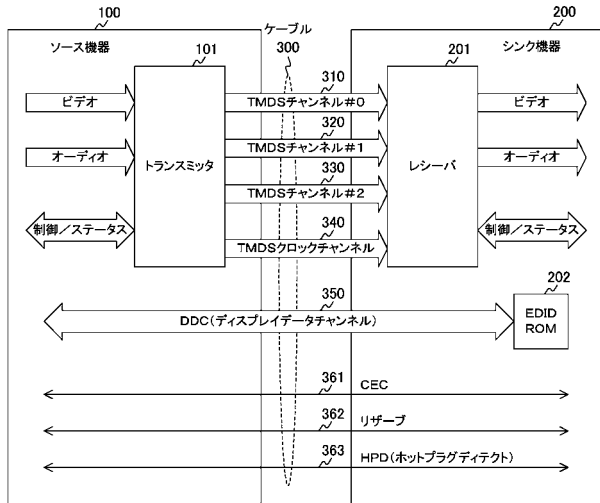 100
ソース機器
ケーブル
300
200
シンク機器
101
トランスミッタ
201
レシーバ
ビデオ
310
TMDSチャンネル#0
ビデオ
320
TMDSチャンネル#1
オーディオ
オーディオ
330
TMDSチャンネル#2
340
TMDSクロックチャンネル
制御/ステータス
制御/ステータス
350
DDC(ディスプレイデータチャンネル)
202
EDID
ROM
361
CEC
362
リザーブ
363
HPD(ホットプラグディテクト)